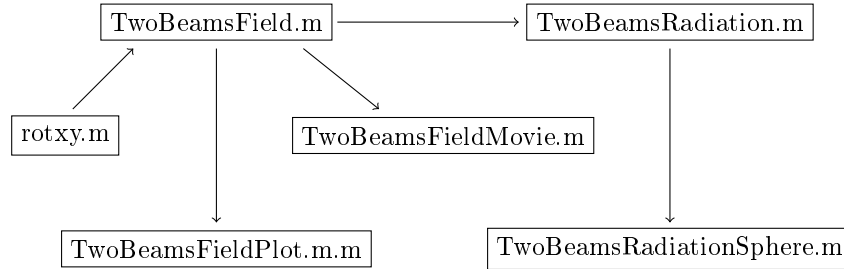 TwoBeamsField.m
TwoBeamsRadiation.m
rotxy.m
TwoBeamsFieldMovie.m
TwoBeamsFieldPlot.m.m
TwoBeamsRadiationSphere.m